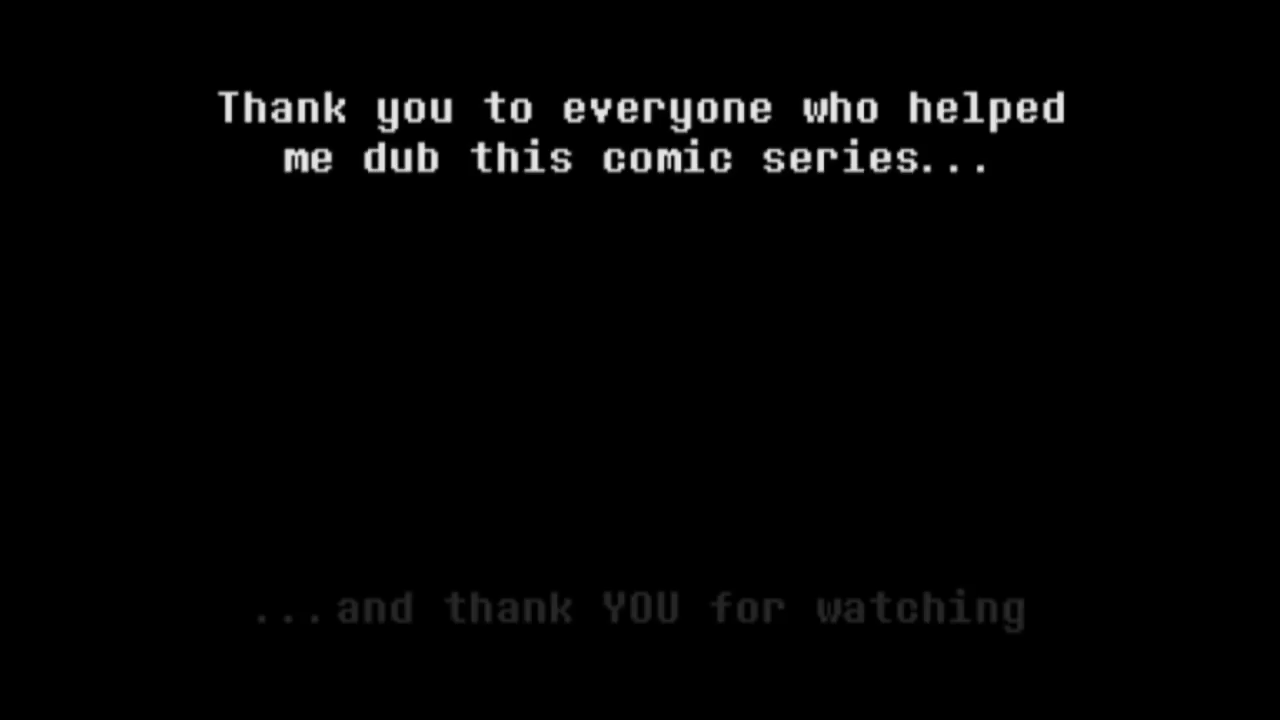 Thank you to everyone who helped
me dub this comic series...
...and thank YOU for watching